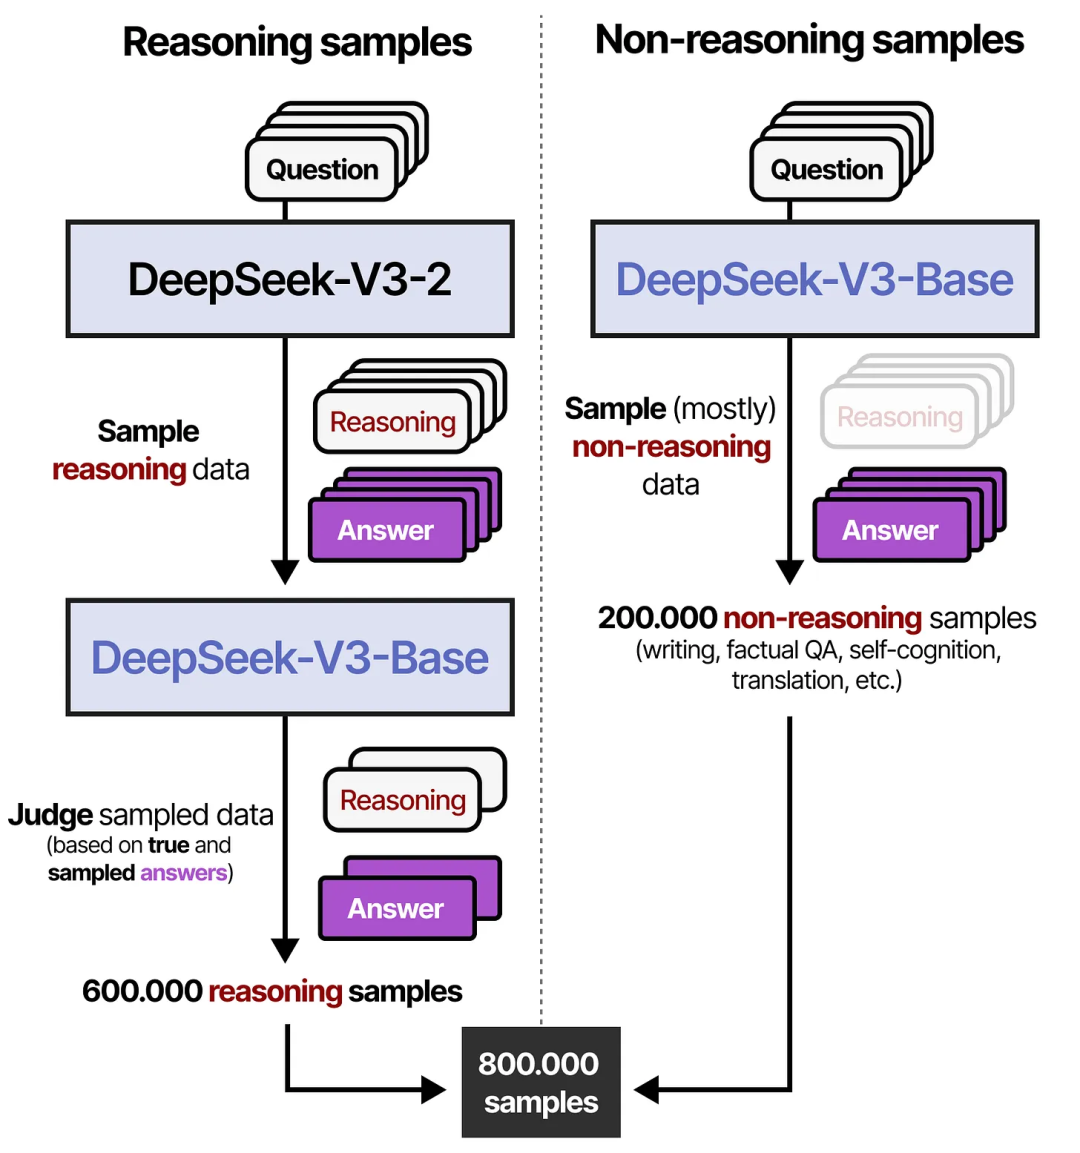 Reasoning samples
Question
DeepSeek-V3-2
Sample
reasoning data
Reasoning
Answer
DeepSeek-V3-Base
Judge sampled data
(based on true and
sampled answers)
Reasoning
Answer
600.000 reasoning samples
Non-reasoning samples
Question
DeepSeek-V3-Base
Sample (mostly)
non-reasoning
data
Reasoning
Answer
200.000 non-reasoning samples
(writing, factual QA, self-cognition,
translation, etc.)
800.000
samples